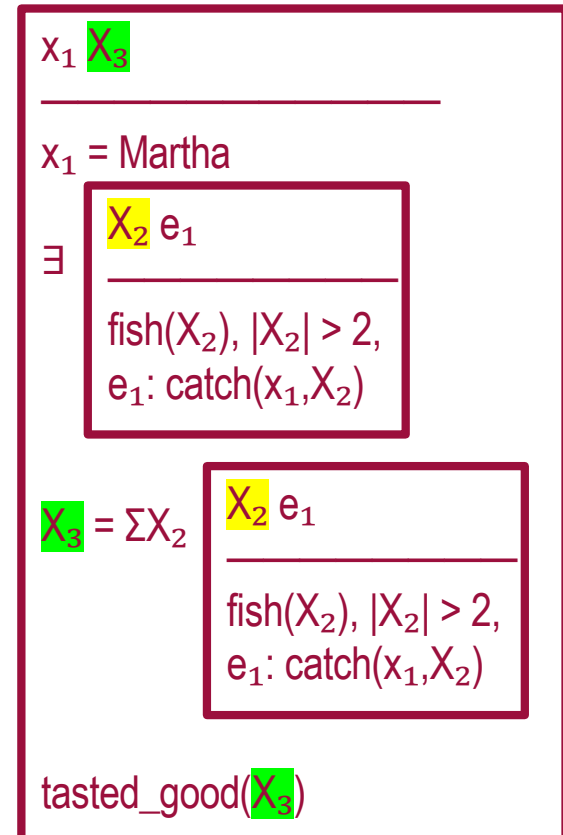 x₁ X₃
x₁ = Martha
∃
X₂ e₁
fish(X₂), |X₂| > 2,
e₁: catch(x₁,X₂)
X₃ = ΣX₂
X₂ e₁
fish(X₂), |X₂| > 2,
e₁: catch(x₁,X₂)
tasted_good(X₃)